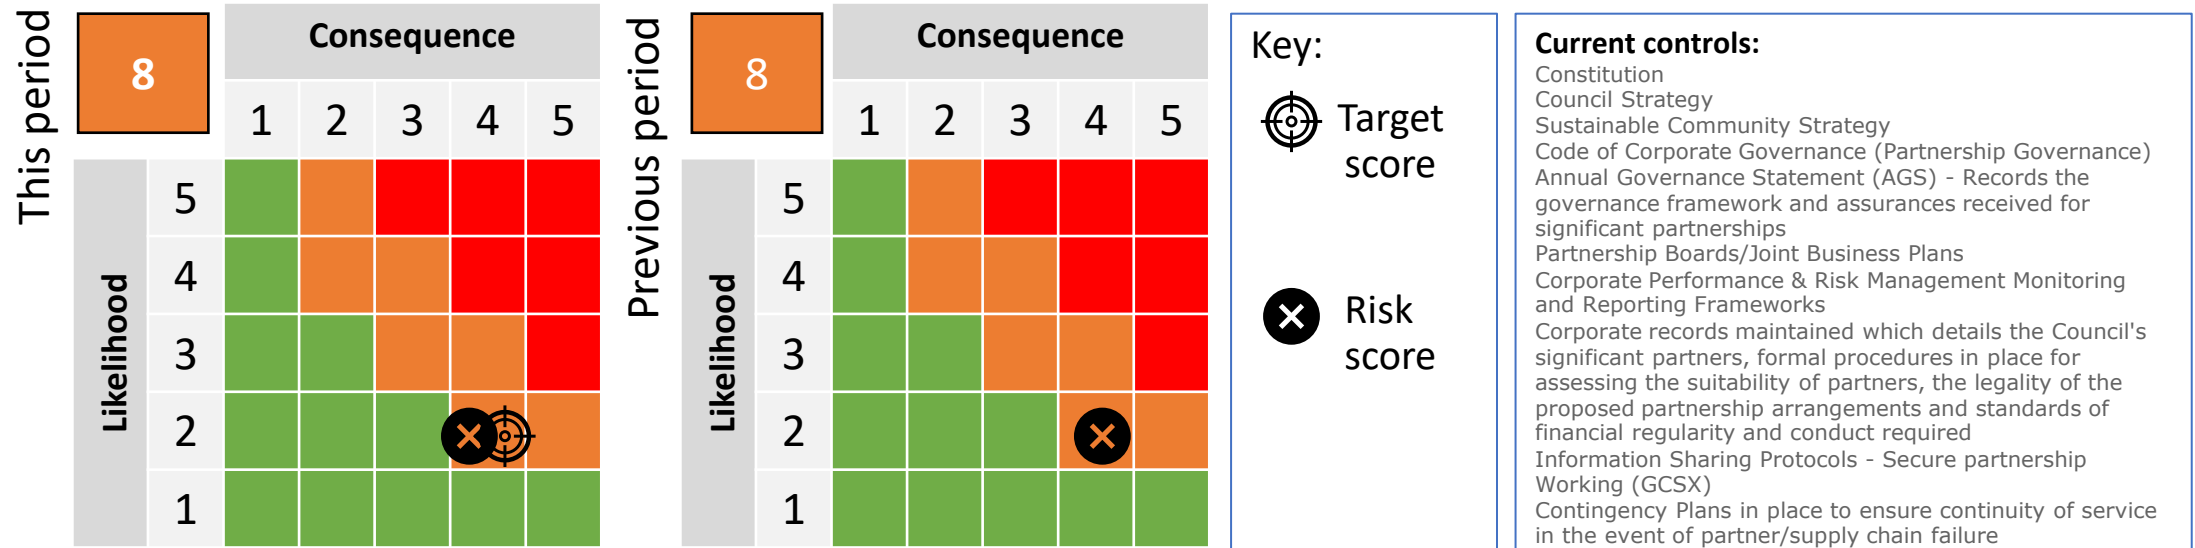 This period
8
Consequence
1 2 3 4 5
Likelihood
5
4
3
2
1
Previous period
8
Consequence
1 2 3 4 5
Likelihood
5
4
3
2
1
Key:
Target
score
Risk
score
Current controls:
Constitution
Council Strategy
Sustainable Community Strategy
Code of Corporate Governance (Partnership Governance)
Annual Governance Statement (AGS) - Records the
governance framework and assurances received for
significant partnerships
Partnership Boards/Joint Business Plans
Corporate Performance & Risk Management Monitoring
and Reporting Frameworks
Corporate records maintained which details the Council's
significant partners, formal procedures in place for
assessing the suitability of partners, the legality of the
proposed partnership arrangements and standards of
financial regularity and conduct required
Information Sharing Protocols - Secure partnership
Working (GCSX)
Contingency Plans in place to ensure continuity of service
in the event of partner/supply chain failure